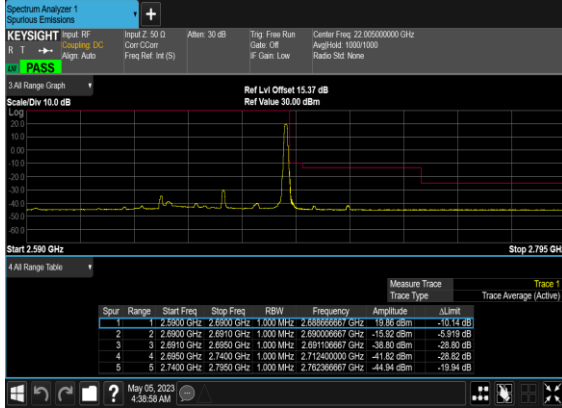 Spectrum Analyzer 1
Spurious Emissions
+
KEYSIGHT Input: RF Input Z: 50 Ω Atten: 30 dB Trig: Free Run Center Freq: 22.005000000 GHz
R T Coupling: DC Corr CCorr Gate: Off Avg|Hold: 1000/1000
Align: Auto Freq Ref: Int (S) IF Gain: Low Radio Std: None
PASS
3 All Range Graph
Ref Lvl Offset 15.37 dB
Scale/Div 10.0 dB Ref Value 30.00 dBm
Log
20.0
10.0
0.00
-10.0
-20.0
-30.0
-40.0
-50.0
-60.0
Start 2.590 GHz Stop 2.795 GH
4 All Range Table
Measure Trace Trace 1
Trace Type Trace Average (Active)
Spur Range Start Freq Stop Freq RBW Frequency Amplitude ΔLimit
1 1 2.5900 GHz 2.6900 GHz 1.000 MHz 2.688666667 GHz 19.86 dBm -10.14 dB
2 2 2.6900 GHz 2.6910 GHz 1.000 MHz 2.690006667 GHz -15.92 dBm -5.919 dB
3 3 2.6910 GHz 2.6950 GHz 1.000 MHz 2.691106667 GHz -38.80 dBm -28.80 dB
4 4 2.6950 GHz 2.7400 GHz 1.000 MHz 2.712400000 GHz -41.82 dBm -28.82 dB
5 5 2.7400 GHz 2.7950 GHz 1.000 MHz 2.762366667 GHz -44.94 dBm -19.94 dB
? May 05, 2023
4:38:58 AM